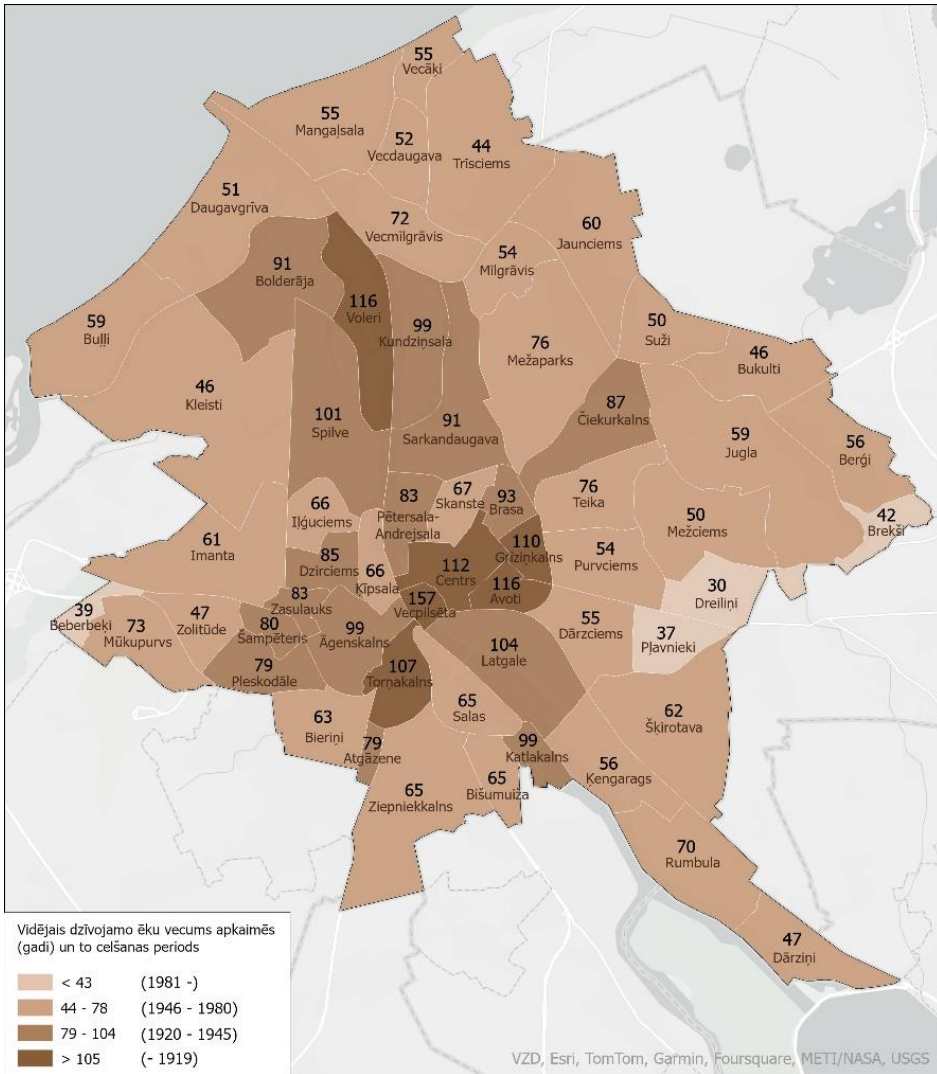 55
Vecāķi
55
Mangaļsala
52
Vecdaugava
44
Trīsciems
51
Daugavgrīva
72
Vecmīlgrāvis
60
Jaunciems
54
Mīlgrāvis
91
Bolderāja
116
Voleri
99
Kundziņsala
59
Buļļi
76
Mežaparks
50
Suži
46
Bukulti
46
Kleisti
101
Spilve
91
Sarkandaugava
87
Čiekurkalns
59
Jugla
56
Berģi
66
Iļģuciems
83
Pētersala-
Andrejsala
67
Skanste
93
Brasa
76
Teika
50
Mežciems
42
Brekši
61
Imanta
85
Dzirciems
66
Ķīpsala
112
Centrs
110
Grīziņkalns
54
Purvciems
30
Dreiliņi
39
Beberbeķi
73
Mūkupurvs
47
Zolitūde
83
Zasulauks
80
Šampēteris
99
Āgenskalns
157
Vecpilsēta
116
Avoti
55
Dārzciems
37
Pļavnieki
79
Pleskodāle
107
Torņakalns
104
Latgale
63
Bieriņi
79
Atgāzene
65
Salas
99
Katlakalns
62
Šķirotava
65
Ziepniekkalns
65
Bišumuiža
56
Ķengarags
70
Rumbula
47
Dārziņi
Vidējais dzīvojamo ēku vecums apkaimēs
(gadi) un to celšanas periods
< 43 (1981 -)
44 - 78 (1946 - 1980)
79 - 104 (1920 - 1945)
> 105 (- 1919)
VZD, Esri, TomTom, Garmin, Foursquare, METI/NASA, USGS